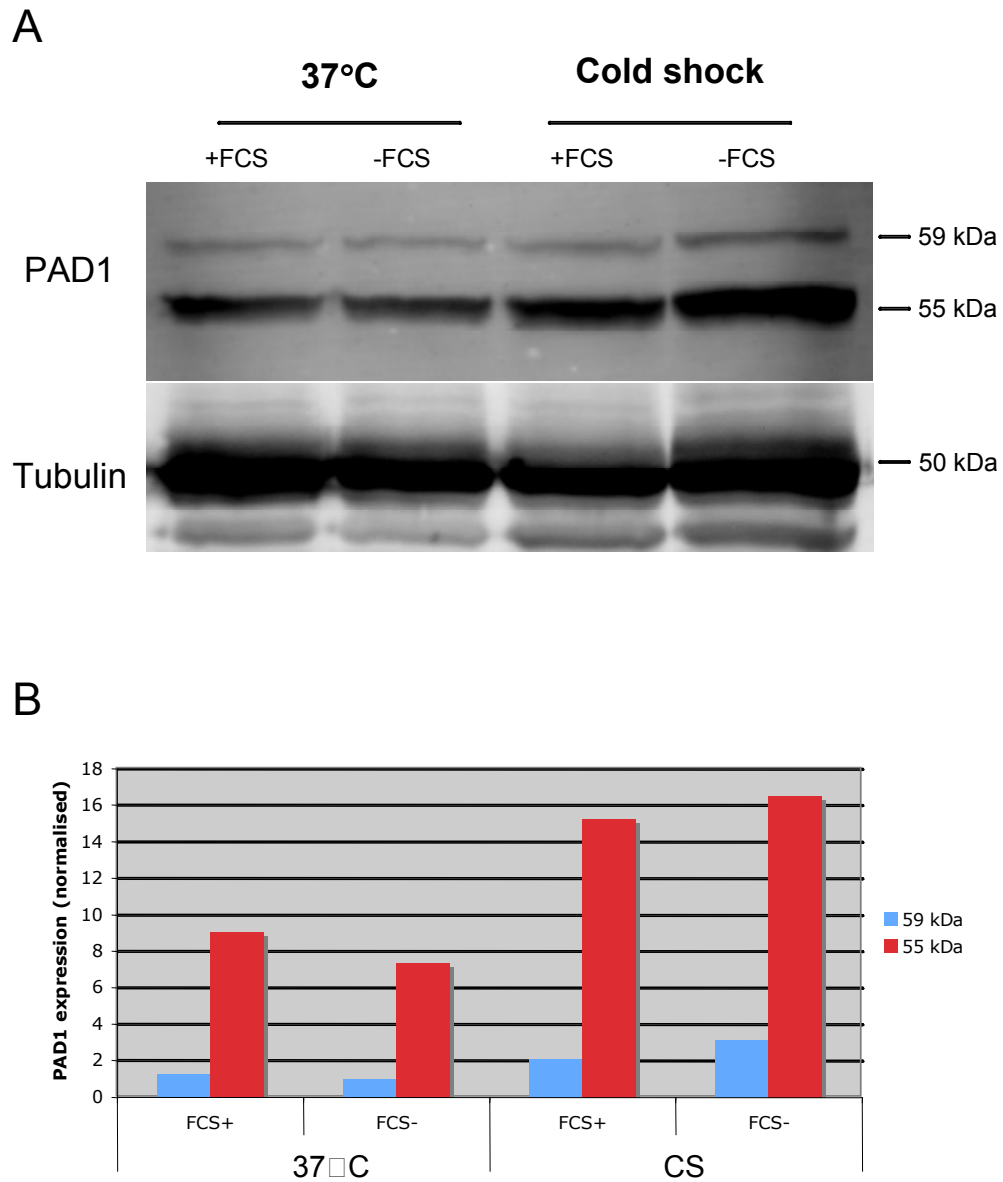 A
37°C
Cold shock
+FCS
-FCS
+FCS
-FCS
PAD1
59 kDa
55 kDa
Tubulin
50 kDa
B
PAD1 expression (normalised)
18
16
14
12
10
8
6
4
2
0
59 kDa
55 kDa
FCS+
FCS-
FCS+
FCS-
37□C
CS